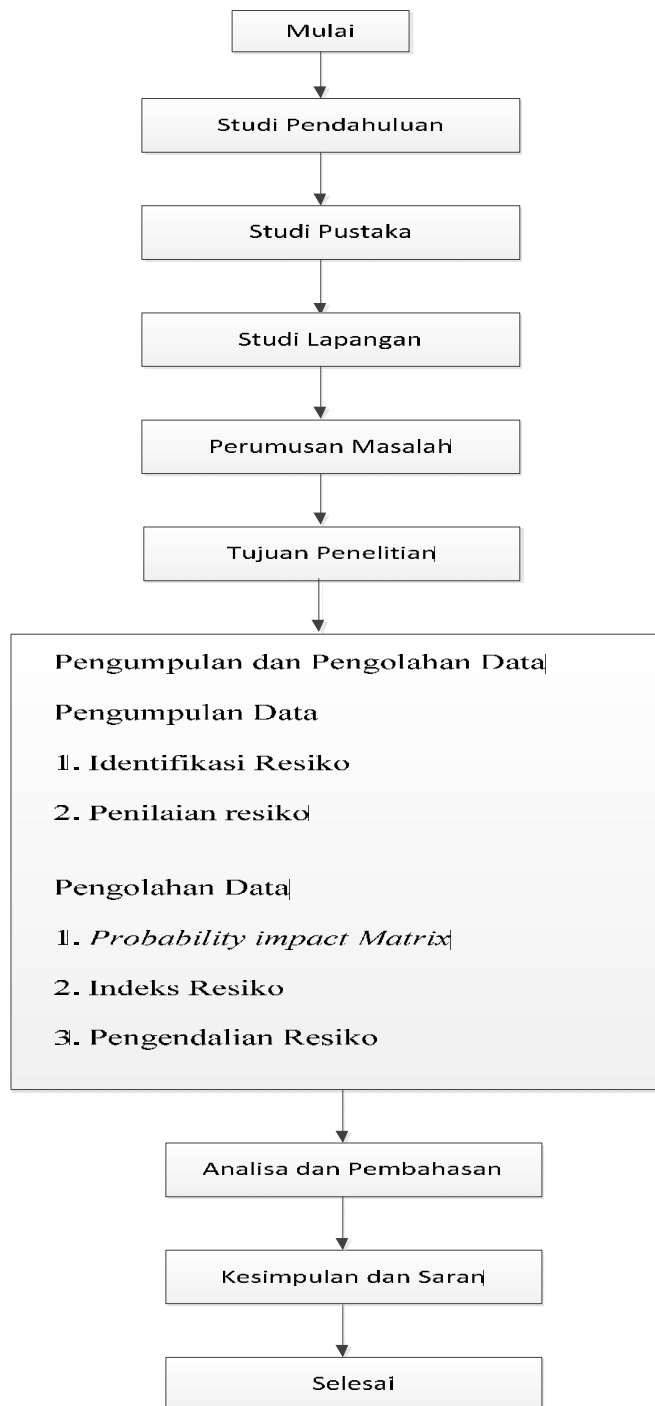 Mulai
Studi Pendahuluan
Studi Pustaka
Studi Lapangan
Perumusan Masalah
Tujuan Penelitian
Pengumpulan dan Pengolahan Data
Pengumpulan Data
1. Identifikasi Resiko
2. Penilaian resiko
Pengolahan Data
1. Probability impact Matrix
2. Indeks Resiko
3. Pengendalian Resiko
Analisa dan Pembahasan
Kesimpulan dan Saran
Selesai